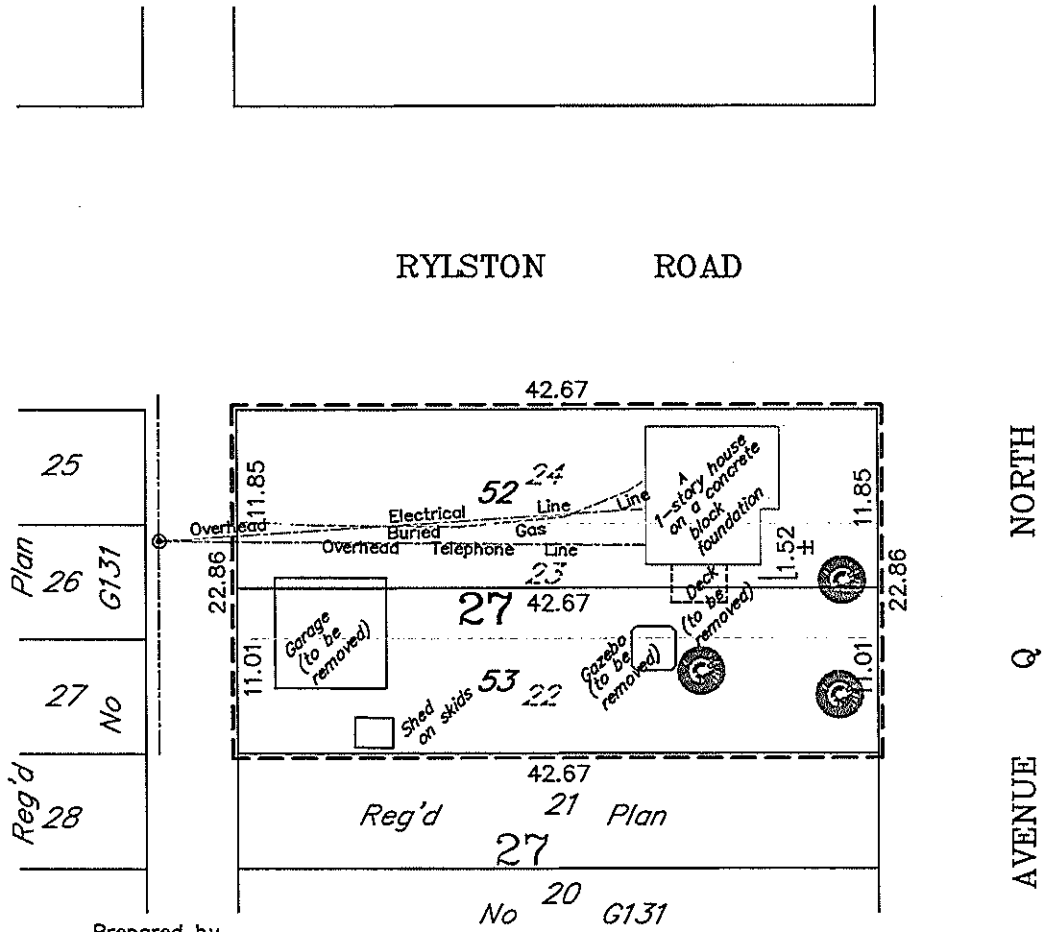 RYLSTON ROAD
42.67
25
11.85
24
52
A
1-story house
on a concrete
block
foundation
11.85
NORTH
Overhead Electrical Line Line
Buried Gas
Overhead Telephone Line
Plan
26
G131
22.86
23
1.52 ±
22.86
27 42.67
Deck
(to be
removed)
Garage
(to be
removed)
Gazebo
(to be
removed)
11.01
11.01
27
No
53
22
Shed
on skids
Q
42.67
Reg'd
28
Reg'd 21 Plan
27
AVENUE
20
No G131
Prepared by